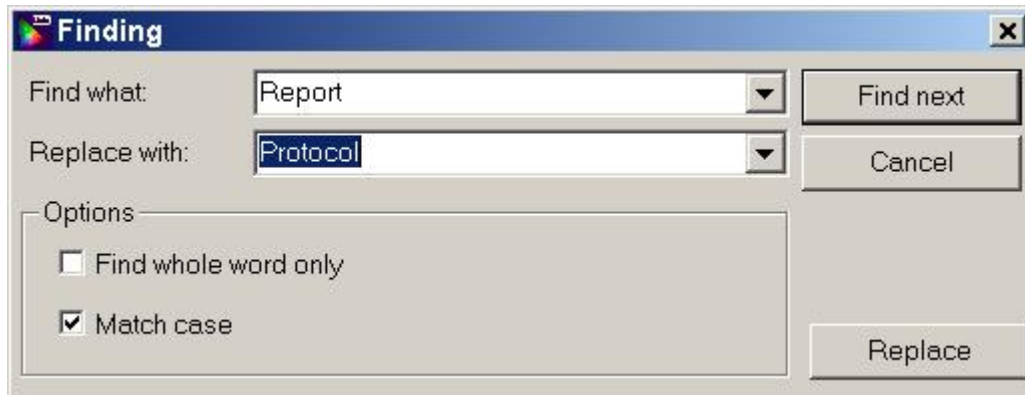 Finding
Find what:
Report
Find next
Replace with:
Protocol
Cancel
Options
Find whole word only
Match case
Replace